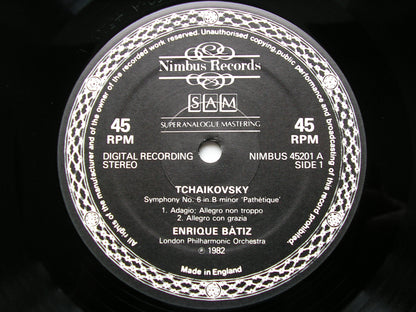 All rights of the manufacturer and of the owner of the recorded work reserved. Unauthorised copying, public performance and broadcasting of this record prohibited.
Nimbus Records
SAM
SUPER ANALOGUE MASTERING
45 RPM
45 RPM
DIGITAL RECORDING
STEREO
NIMBUS 45201 A
SIDE 1
TCHAIKOVSKY
Symphony No. 6 in B minor 'Pathétique'
1. Adagio; Allegro non troppo
2. Allegro con grazia
ENRIQUE BÀTIZ
London Philharmonic Orchestra
℗ 1982
Made in England